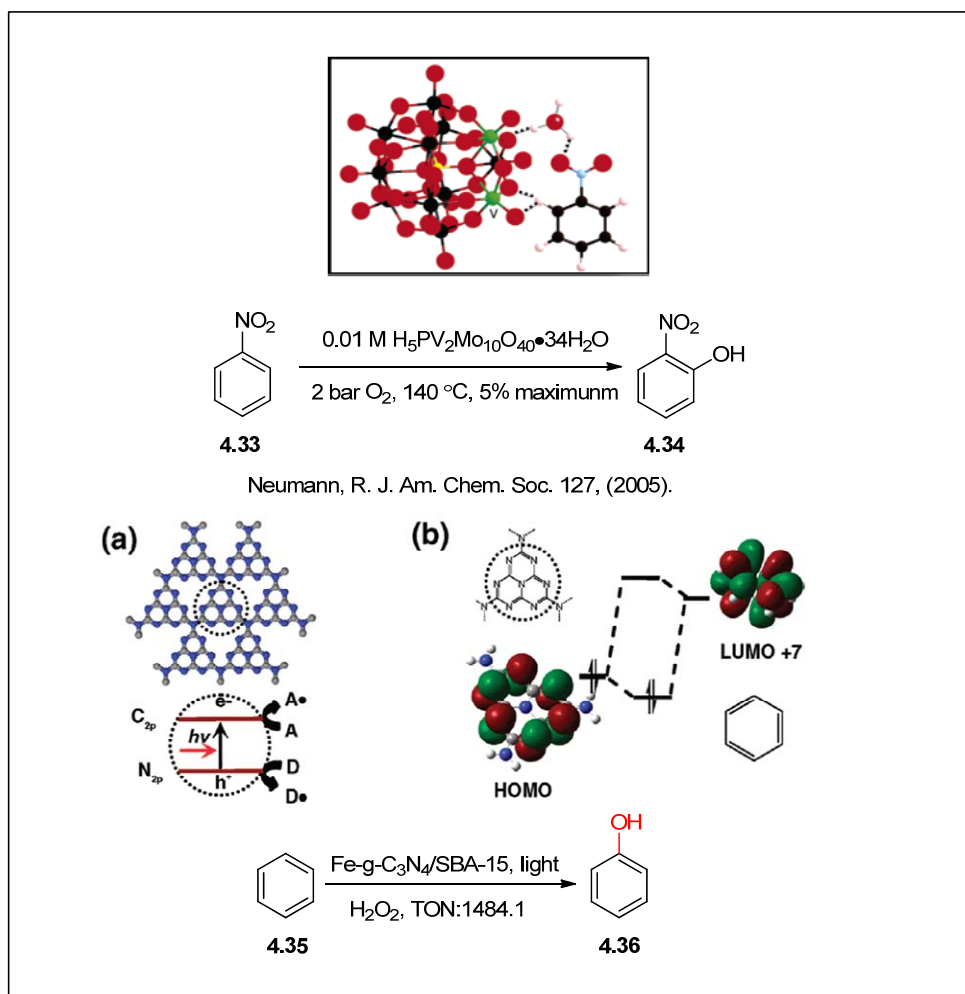 V
NO2
0.01 M H5PV2Mo10O40•34H2O
2 bar O2, 140 °C, 5% maximunm
NO2
OH
4.33
4.34
Neumann, R. J. Am. Chem. Soc. 127, (2005).
(a)
(b)
N N N N N N N N N N
LUMO +7
HOMO
e−
A•
A
C2p
hν
N2p
h+
D
D•
OH
Fe-g-C3N4/SBA-15, light
H2O2, TON:1484.1
4.35
4.36